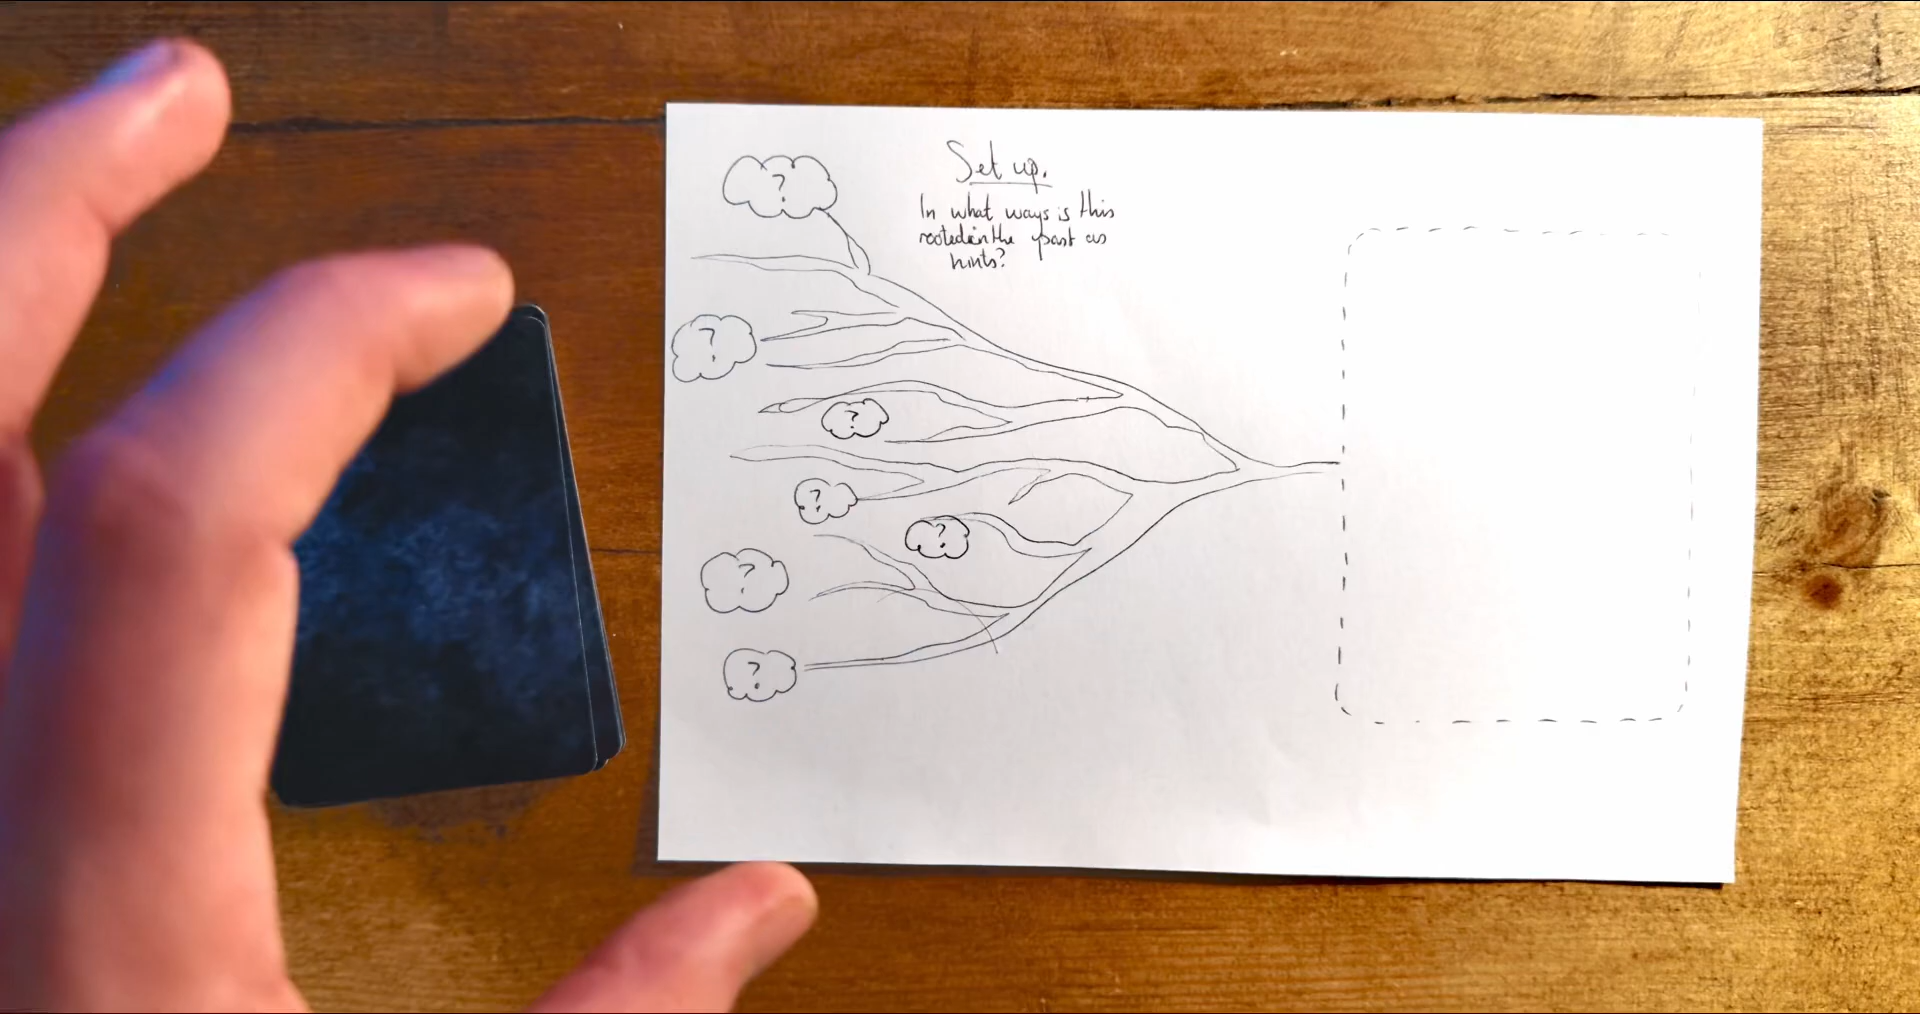 Set up.
In what ways is this
rooted in the past as
hints?
?
?
?
?
?
?
?